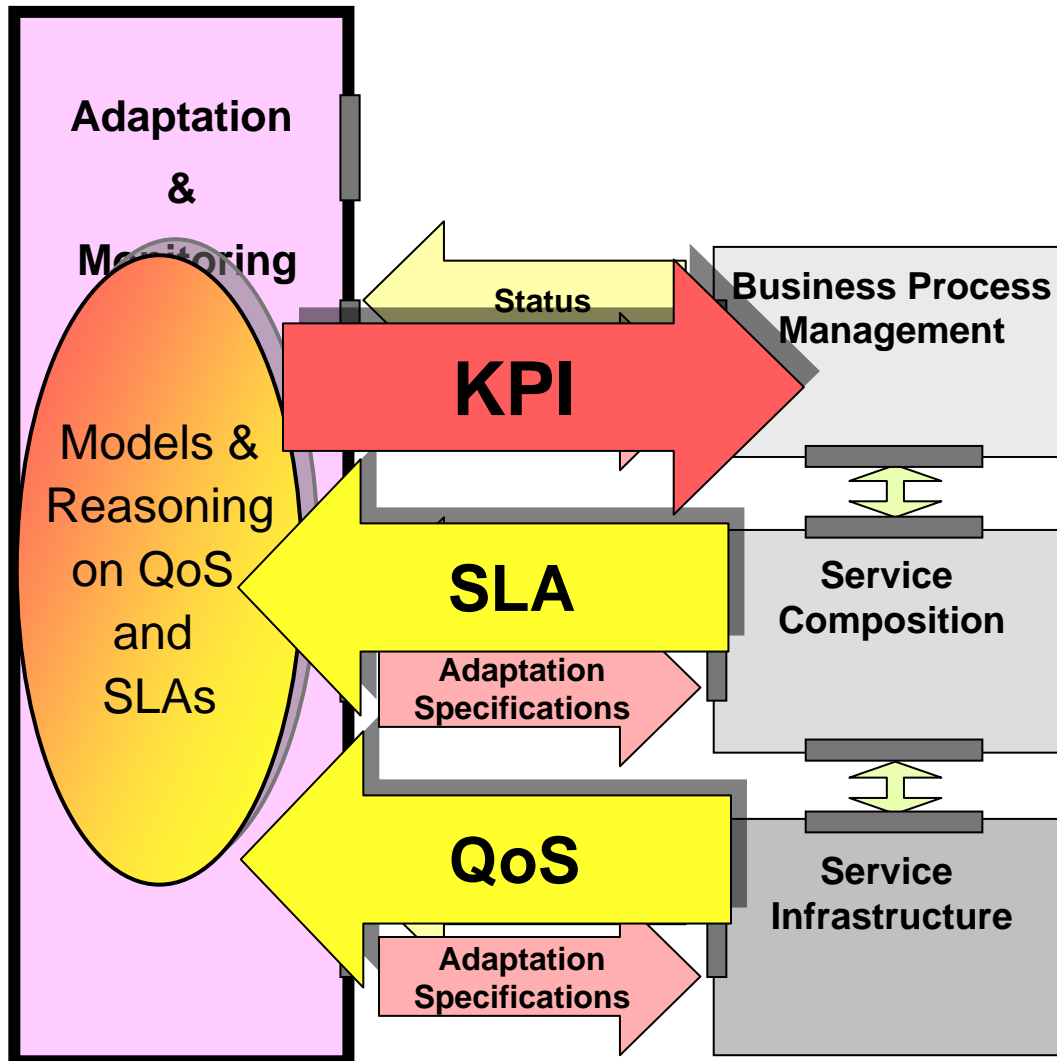 Adaptation
&
Monitoring
Models &
Reasoning
on QoS
and
SLAs
Status
KPI
Business Process
Management
SLA
Adaptation
Specifications
Service
Composition
QoS
Adaptation
Specifications
Service
Infrastructure